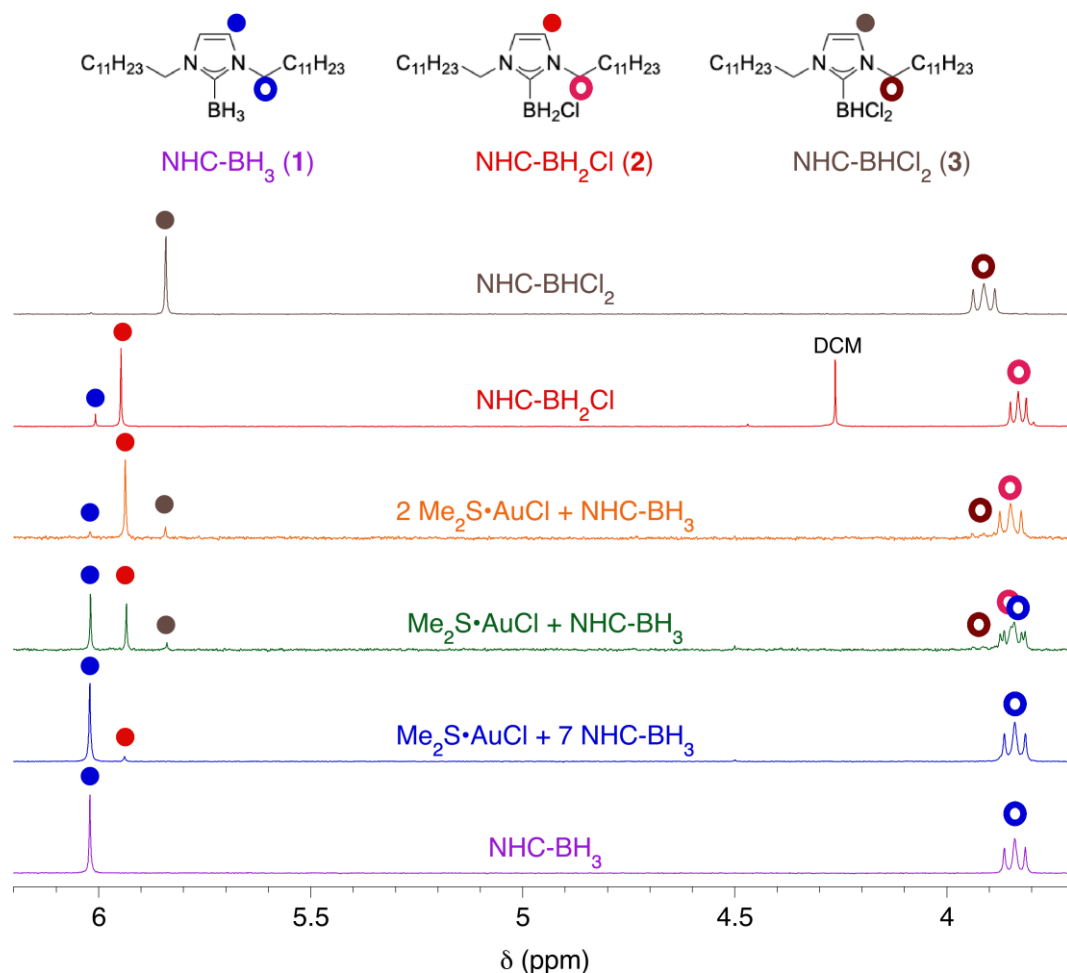 C₁₁H₂₃ N N C₁₁H₂₃
BH₃
NHC-BH₃ (1)
C₁₁H₂₃ N N C₁₁H₂₃
BH₂Cl
NHC-BH₂Cl (2)
C₁₁H₂₃ N N C₁₁H₂₃
BHCl₂
NHC-BHCl₂ (3)
NHC-BHCl₂
DCM
NHC-BH₂Cl
2 Me₂S•AuCl + NHC-BH₃
Me₂S•AuCl + NHC-BH₃
Me₂S•AuCl + 7 NHC-BH₃
NHC-BH₃
6 5.5 5 4.5 4
δ (ppm)